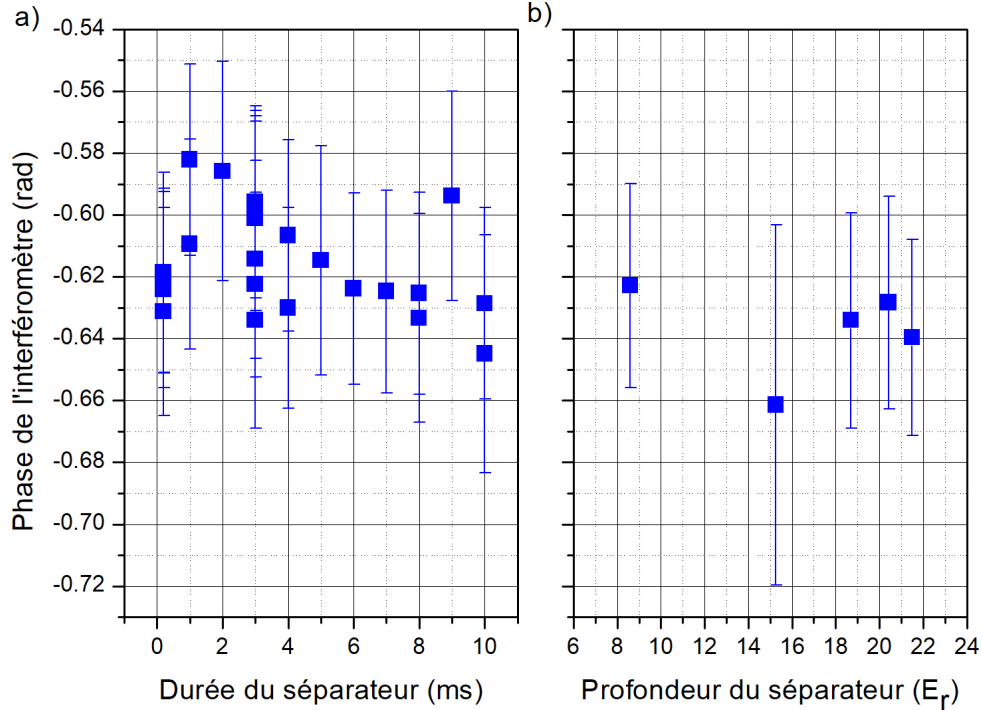 a)
b)
Phase de l'interféromètre (rad)
-0.54
-0.56
-0.58
-0.60
-0.62
-0.64
-0.66
-0.68
-0.70
-0.72
0 2 4 6 8 10
6 8 10 12 14 16 18 20 22 24
Durée du séparateur (ms)
Profondeur du séparateur (Er)